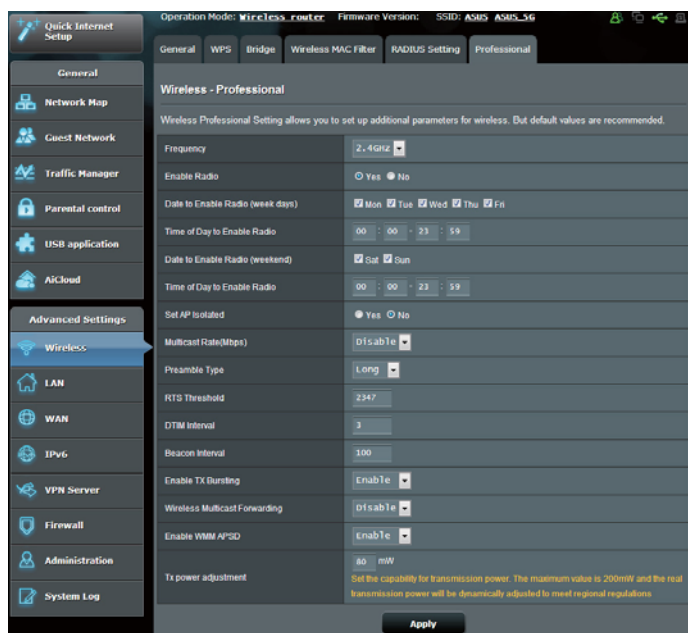 Quick Internet
Setup
Operation Mode: Wireless router Firmware Version: SSID: ASUS ASUS_5G
General WPS Bridge Wireless MAC Filter RADIUS Setting Professional
General
Network Map
Guest Network
Traffic Manager
Parental control
USB application
AiCloud
Advanced Settings
Wireless
LAN
WAN
IPv6
VPN Server
Firewall
Administration
System Log
Wireless - Professional
Wireless Professional Setting allows you to set up additional parameters for wireless. But default values are recommended.
Frequency 2.4GHz
Enable Radio Yes No
Date to Enable Radio (week days) Mon Tue Wed Thu Fri
Time of Day to Enable Radio 00 : 00 - 23 : 59
Date to Enable Radio (weekend) Sat Sun
Time of Day to Enable Radio 00 : 00 - 23 : 59
Set AP Isolated Yes No
Multicast Rate(Mbps) Disable
Preamble Type Long
RTS Threshold 2347
DTIM Interval 3
Beacon Interval 100
Enable TX Bursting Enable
Wireless Multicast Forwarding Disable
Enable WMM APSD Enable
Tx power adjustment 80 mW
Set the capability for transmission power. The maximum value is 200mW and the real
transmission power will be dynamically adjusted to meet regional regulations
Apply